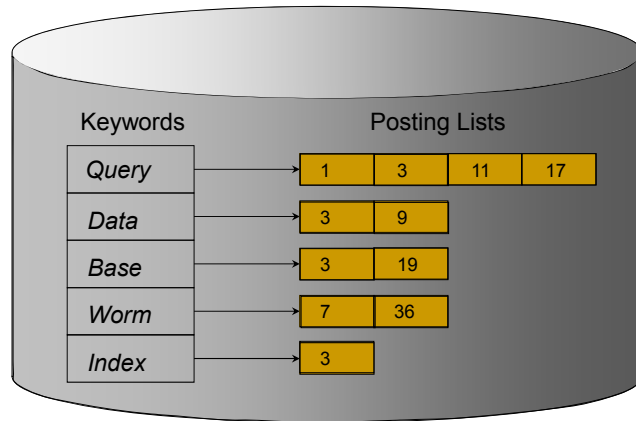 Keywords Posting Lists
Query 1 3 11 17
Data 3 9
Base 3 19
Worm 7 36
Index 3